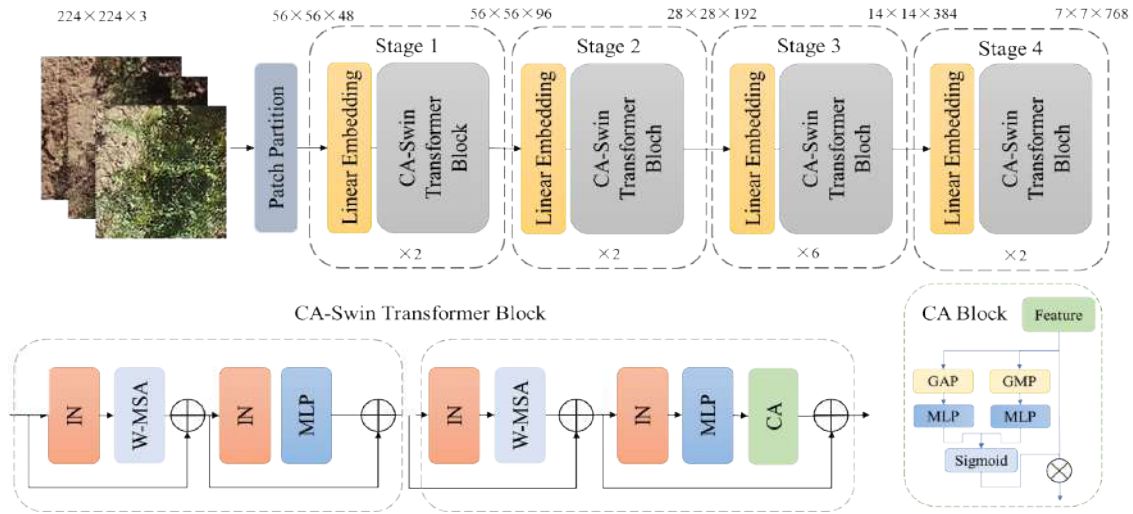 224×224×3
56×56×48
56×56×96
28×28×192
14×14×384
7×7×768
Stage 1
Stage 2
Stage 3
Stage 4
Patch Partition
Linear Embedding
CA-Swin
Transformer
Block
×2
Linear Embedding
CA-Swin
Transformer
Bloch
×2
Linear Embedding
CA-Swin
Transformer
Bloch
×6
Linear Embedding
CA-Swin
Transformer
Bloch
×2
CA-Swin Transformer Block
IN
W-MSA
IN
MLP
IN
W-MSA
IN
MLP
CA
CA Block
Feature
GAP
GMP
MLP
MLP
Sigmoid